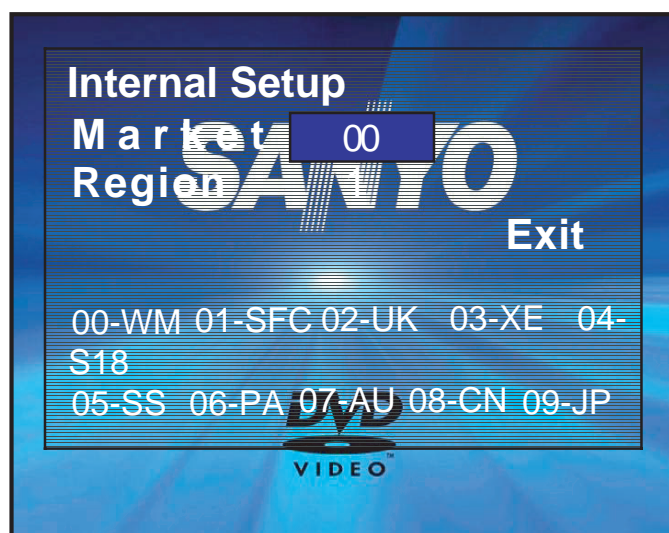 Internal Setup
Market 00
Region 1
SANYO
Exit
00-WM 01-SFC 02-UK 03-XE 04-
S18
05-SS 06-PA 07-AU 08-CN 09-JP
DVD
VIDEO™